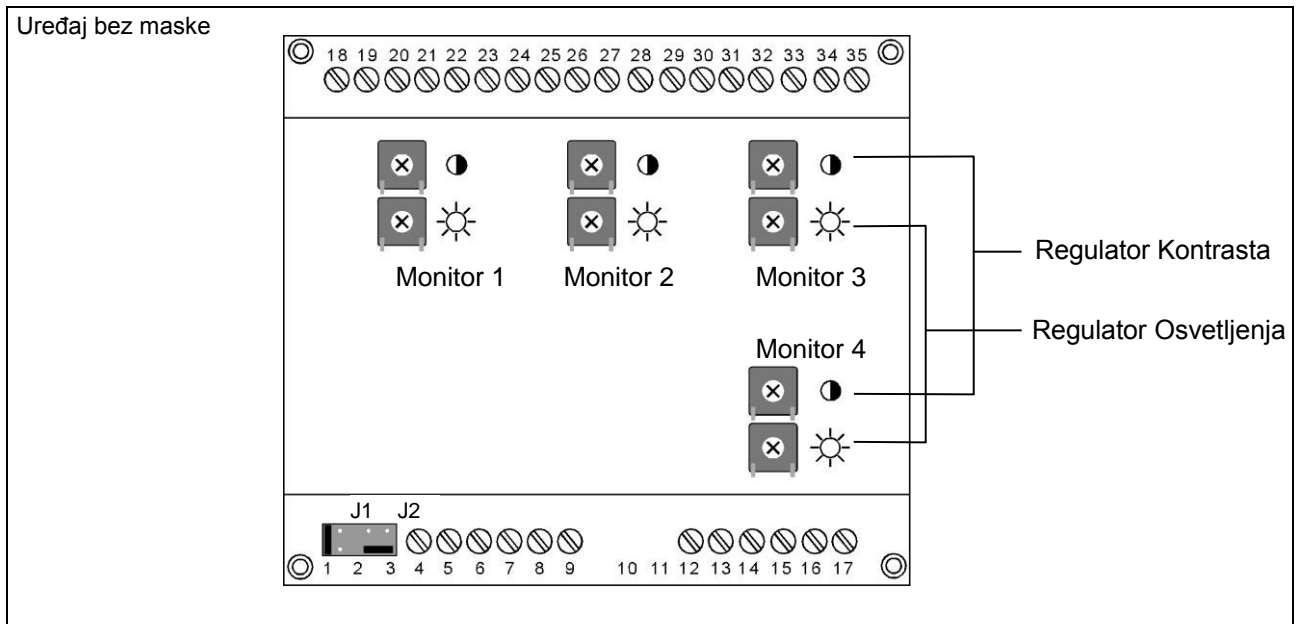 Uređaj bez maske
18 19 20 21 22 23 24 25 26 27 28 29 30 31 32 33 34 35
Monitor 1 Monitor 2 Monitor 3
Regulator Kontrasta
Regulator Osvetljenja
Monitor 4
J1 J2
1 2 3 4 5 6 7 8 9 10 11 12 13 14 15 16 17